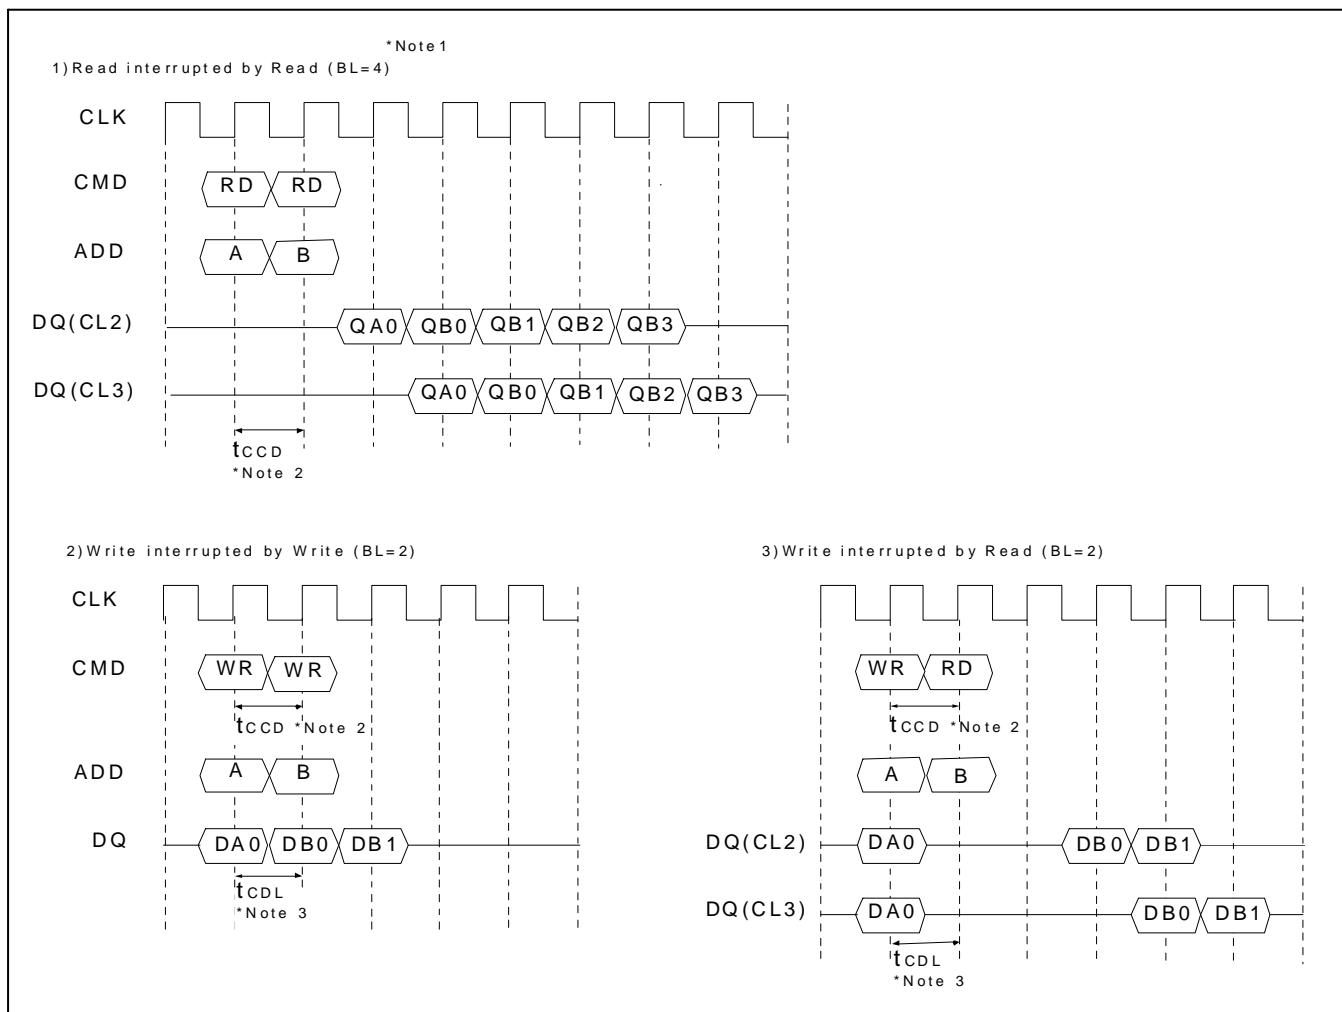 *Note1
1)Read interrupted by Read (BL=4)
CLK
CMD RD RD
ADD A B
DQ(CL2) QA0 QB0 QB1 QB2 QB3
DQ(CL3) QA0 QB0 QB1 QB2 QB3
tCCD
*Note 2
2)Write interrupted by Write (BL=2)
CLK
CMD WR WR
tCCD *Note 2
ADD A B
DQ DA0 DB0 DB1
tCDL
*Note 3
3)Write interrupted by Read (BL=2)
WR RD
tCCD *Note 2
A B
DQ(CL2) DA0 DB0 DB1
DQ(CL3) DA0 DB0 DB1
tCDL
*Note 3